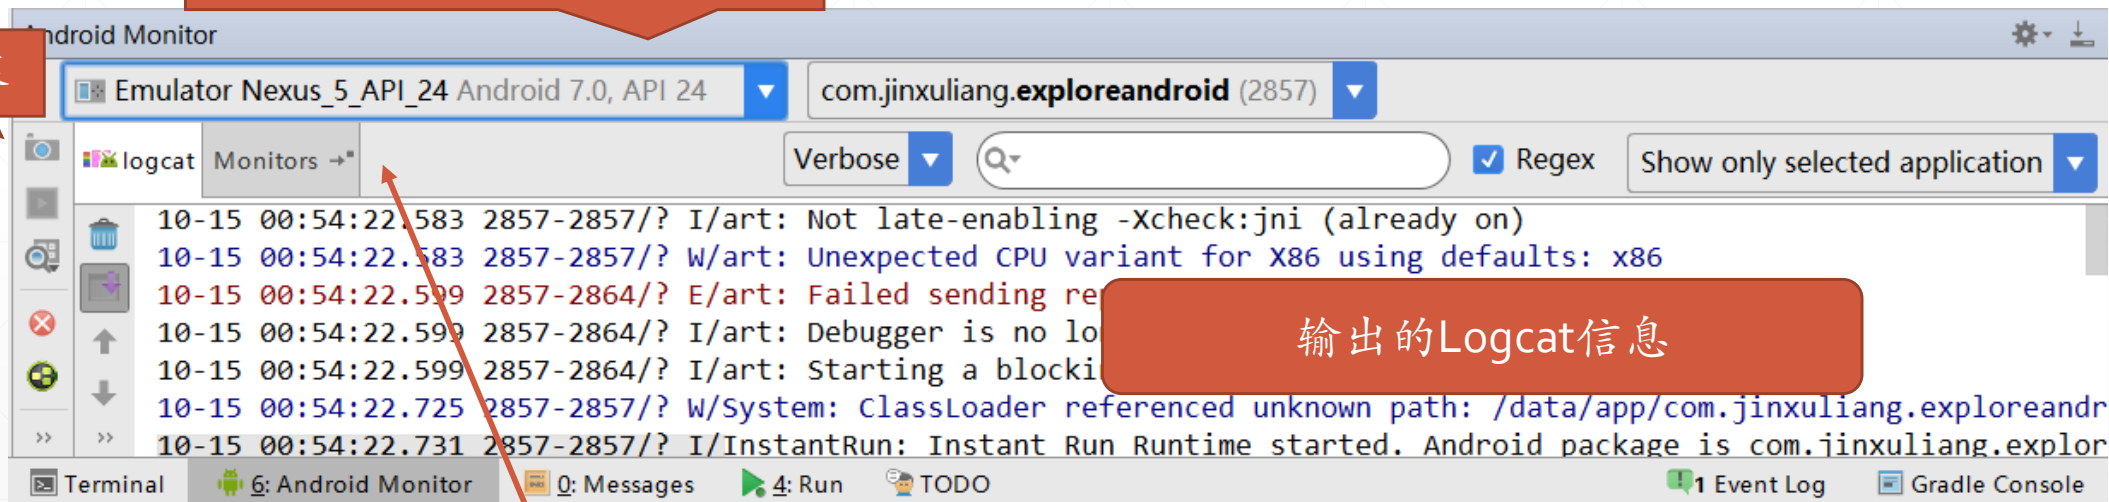 Android Monitor
Emulator Nexus_5_API_24 Android 7.0, API 24
com.jinxuliang.exploreandroid (2857)
logcat
Monitors
Verbose
Regex
Show only selected application
10-15 00:54:22.583 2857-2857/? I/art: Not late-enabling -Xcheck:jni (already on)
10-15 00:54:22.583 2857-2857/? W/art: Unexpected CPU variant for X86 using defaults: x86
10-15 00:54:22.599 2857-2864/? E/art: Failed sending
10-15 00:54:22.599 2857-2864/? I/art: Debugger is no
10-15 00:54:22.599 2857-2864/? I/art: Starting a
输出的Logcat信息
10-15 00:54:22.725 2857-2857/? W/System: ClassLoader referenced unknown path: /data/app/com.jinxuliang.exploreandr
10-15 00:54:22.731 2857-2857/? I/InstantRun: Instant Run Runtime started. Android package is com.jinxuliang.explor
Terminal
6: Android Monitor
0: Messages
4: Run
TODO
1 Event Log
Gradle Console